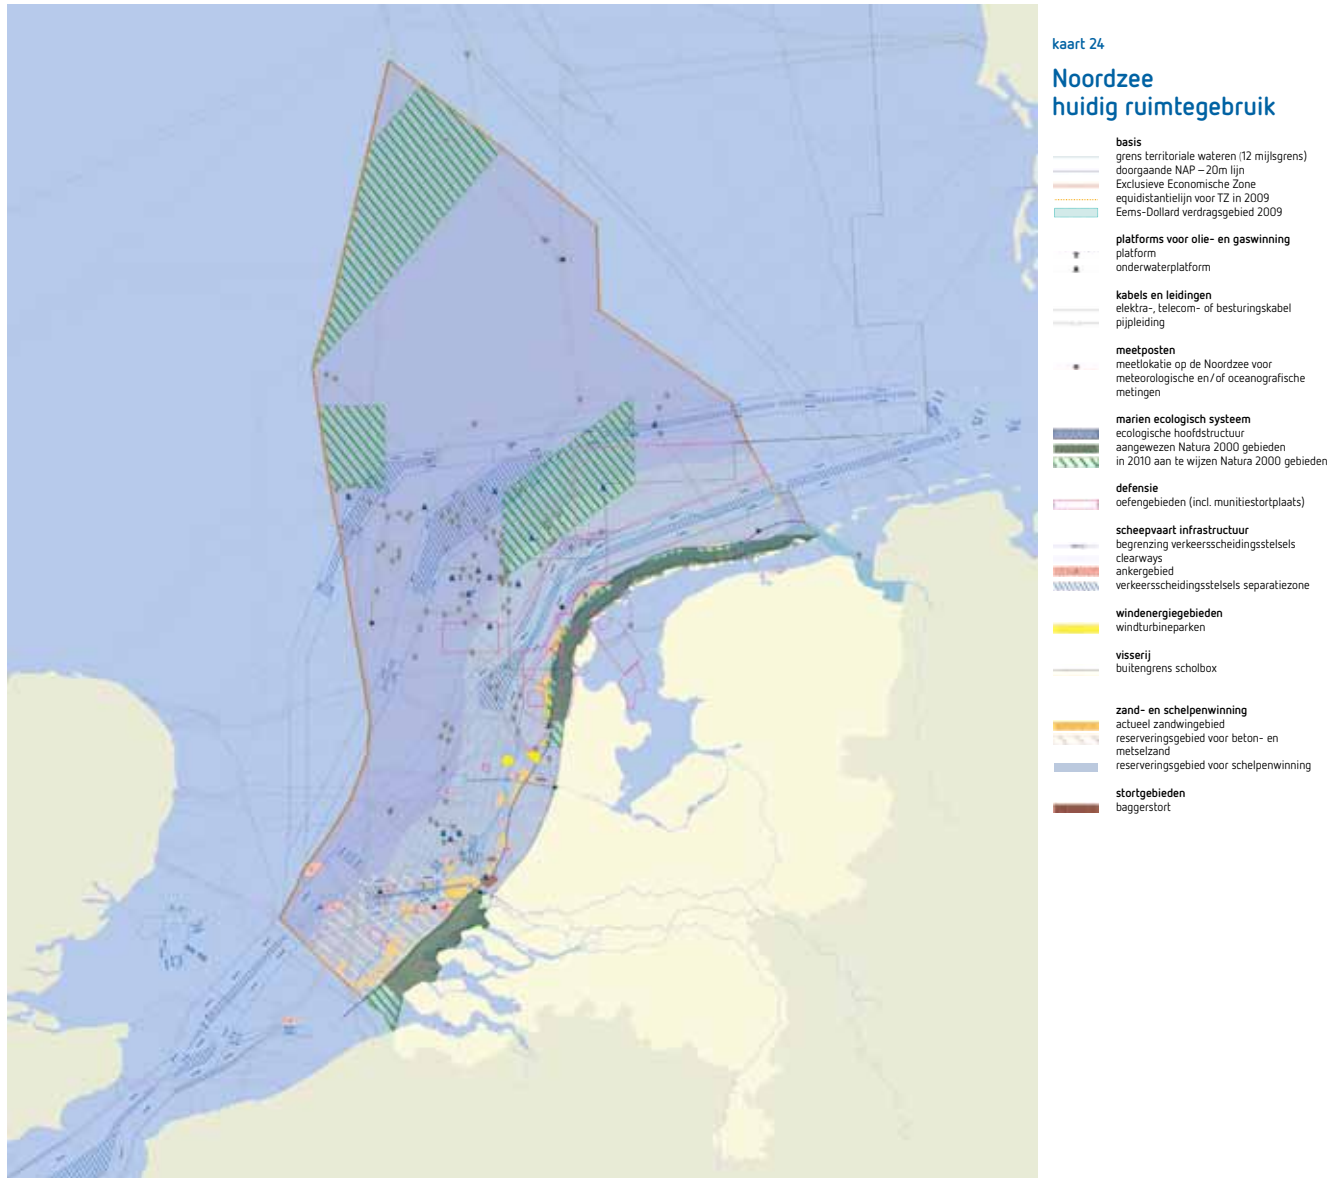 kaart 24
Noordzee
huidig ruimtegebruik
basis
grens territoriale wateren (12 mijlsgrens)
doorgaande NAP – 20m lijn
Exclusieve Economische Zone
equidistantielijn voor TZ in 2009
Eems-Dollard verdragsgebied 2009
platforms voor olie- en gaswinning
platform
onderwaterplatform
kabels en leidingen
elektra-, telecom- of besturingskabel
pijpleiding
meetposten
meetlokatie op de Noordzee voor
meteorologische en/of oceanografische
metingen
marien ecologisch systeem
ecologische hoofdstructuur
aangewezen Natura 2000 gebieden
in 2010 aan te wijzen Natura 2000 gebieden
defensie
oefengebieden (incl. munitiestortplaats)
scheepvaart infrastructuur
begrenzing verkeersscheidingsstelsels
clearways
ankergebied
verkeersscheidingsstelsels separatiezone
windenergiegebieden
windturbineparken
visserij
buitengrens scholbox
zand- en schelpenwinning
actueel zandwingebied
reserveringsgebied voor beton- en
metselzand
reserveringsgebied voor schelpenwinning
stortgebieden
baggerstort